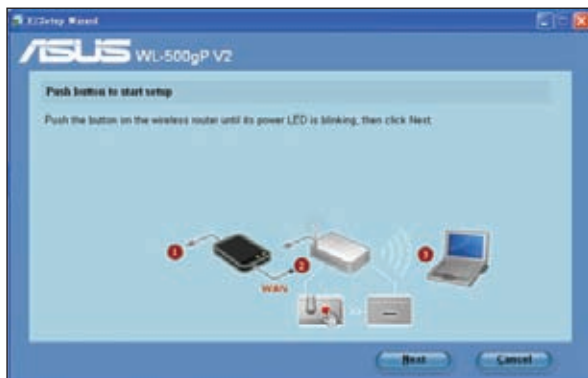 EZSetup Wizard
ASUS WL-500gP V2
Push button to start setup
Push the button on the wireless router until its power LED is blinking, then click Next.
1
2
3
WAN
Next
Cancel